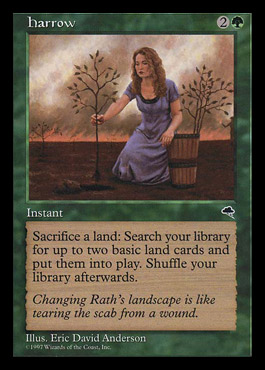 Harrow 2
Instant
Sacrifice a land: Search your library
for up to two basic land cards and
put them into play. Shuffle your
library afterwards.
Changing Rath's landscape is like
tearing the scab from a wound.
Illus. Eric David Anderson
©1997 Wizards of the Coast, Inc.